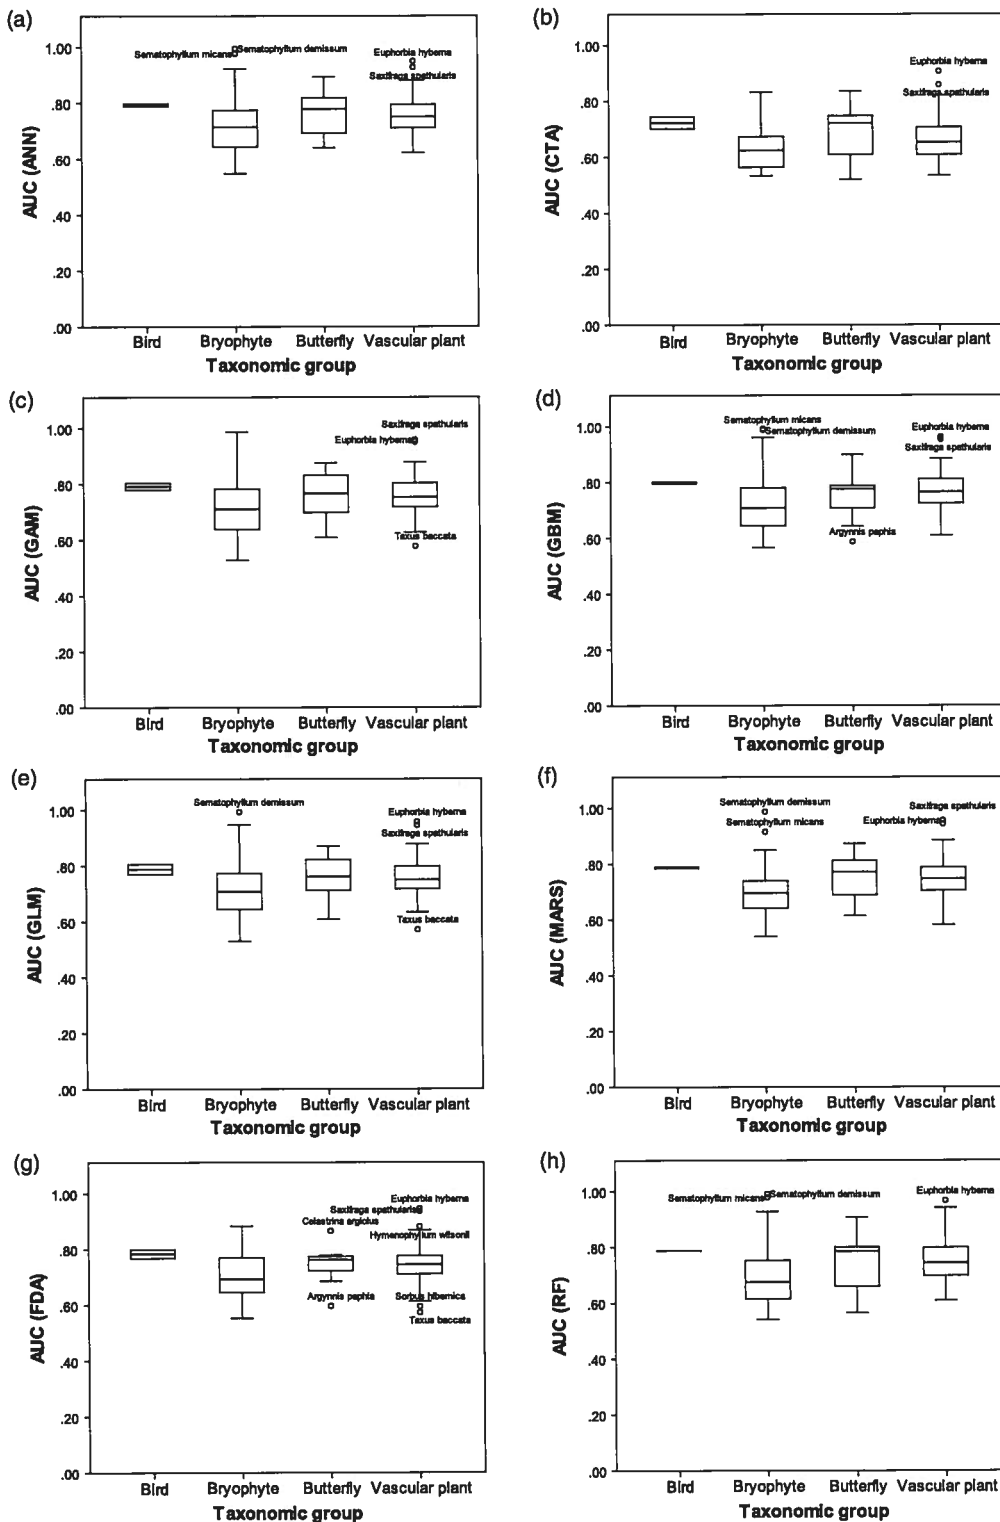 (a)
AUC (ANN)
1.00
.80
.60
.40
.20
.00
Sematophyllum micans
Sematophyllum demissum
Euphorbia hyberna
Saxifraga spathularis
Bird Bryophyte Butterfly Vascular plant
Taxonomic group
(b)
AUC (CTA)
1.00
.80
.60
.40
.20
.00
Euphorbia hyberna
Saxifraga spathularis
Bird Bryophyte Butterfly Vascular plant
Taxonomic group
(c)
AUC (GAM)
1.00
.80
.60
.40
.20
.00
Saxifraga spathularis
Euphorbia hyberna
Taxus baccata
Bird Bryophyte Butterfly Vascular plant
Taxonomic group
(d)
AUC (GBM)
1.00
.80
.60
.40
.20
.00
Sematophyllum micans
Sematophyllum demissum
Euphorbia hyberna
Saxifraga spathularis
Argynnis paphia
Bird Bryophyte Butterfly Vascular plant
Taxonomic group
(e)
AUC (GLM)
1.00
.80
.60
.40
.20
.00
Sematophyllum demissum
Euphorbia hyberna
Saxifraga spathularis
Taxus baccata
Bird Bryophyte Butterfly Vascular plant
Taxonomic group
(f)
AUC (MARS)
1.00
.80
.60
.40
.20
.00
Sematophyllum demissum
Sematophyllum micans
Saxifraga spathularis
Euphorbia hyberna
Bird Bryophyte Butterfly Vascular plant
Taxonomic group
(g)
AUC (FDA)
1.00
.80
.60
.40
.20
.00
Euphorbia hyberna
Saxifraga spathularis
Celastrina argiolus
Hymenophyllum wilsonii
Argynnis paphia
Sorbus hibernica
Taxus baccata
Bird Bryophyte Butterfly Vascular plant
Taxonomic group
(h)
AUC (RF)
1.00
.80
.60
.40
.20
.00
Sematophyllum micans
Sematophyllum demissum
Euphorbia hyberna
Bird Bryophyte Butterfly Vascular plant
Taxonomic group